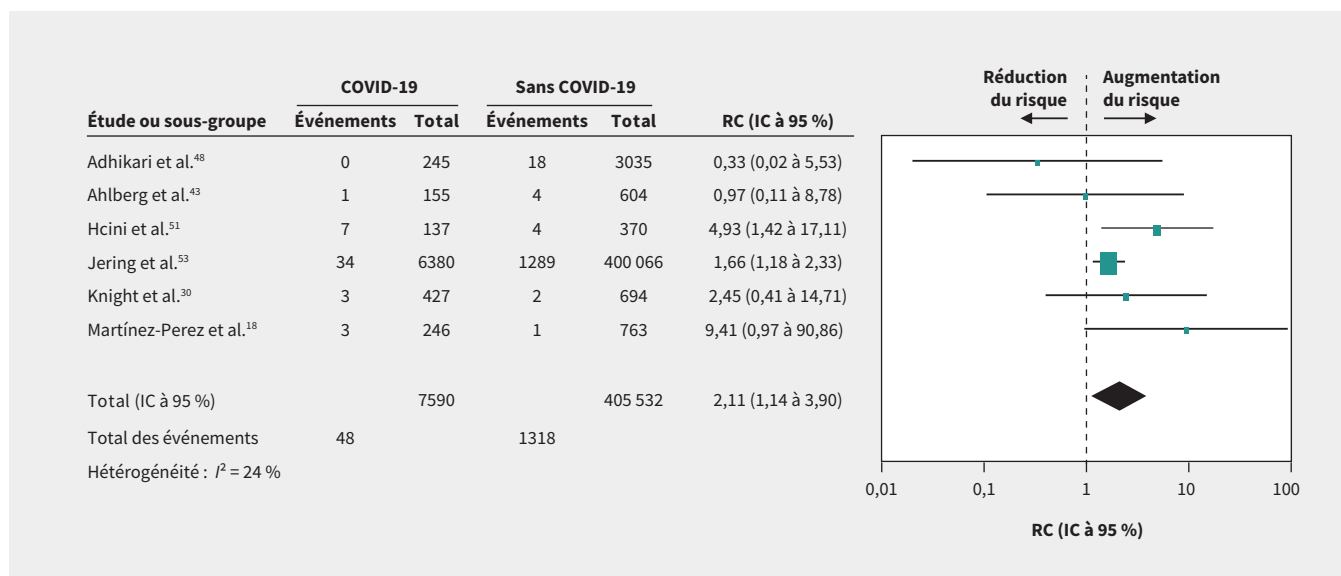 COVID-19 Sans COVID-19
Étude ou sous-groupe Événements Total Événements Total RC (IC à 95 %)
Réduction du risque
Augmentation du risque
Adhikari et al.48 0 245 18 3035 0,33 (0,02 à 5,53)
Ahlberg et al.43 1 155 4 604 0,97 (0,11 à 8,78)
Hcini et al.51 7 137 4 370 4,93 (1,42 à 17,11)
Jering et al.53 34 6380 1289 400 066 1,66 (1,18 à 2,33)
Knight et al.30 3 427 2 694 2,45 (0,41 à 14,71)
Martínez-Perez et al.18 3 246 1 763 9,41 (0,97 à 90,86)
Total (IC à 95 %) 7590 405 532 2,11 (1,14 à 3,90)
Total des événements 48 1318
Hétérogénéité : I² = 24 %
0,01 0,1 1 10 100
RC (IC à 95 %)